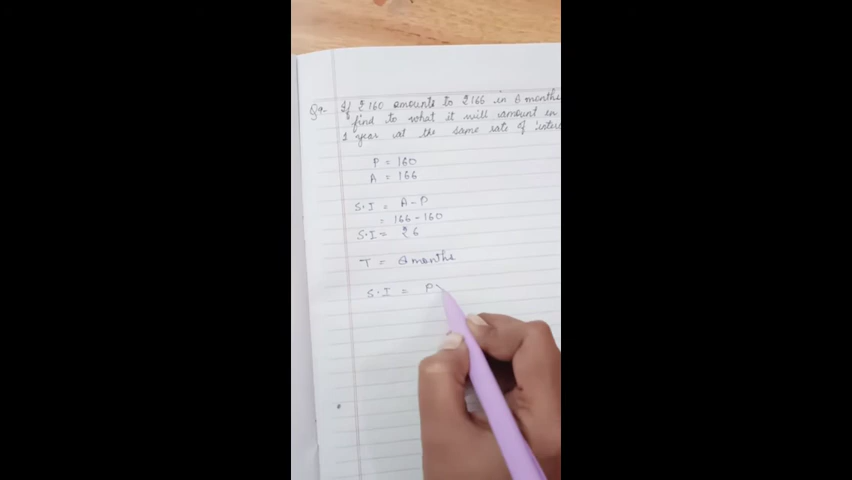 Q9- If ₹160 amounts to ₹166 in 6 months
find to what it will amount in
1 year at the same rate of inter
P = 160
A = 166
S.I = A - P
= 166 - 160
S.I = ₹6
T = 6 months
S.I = P